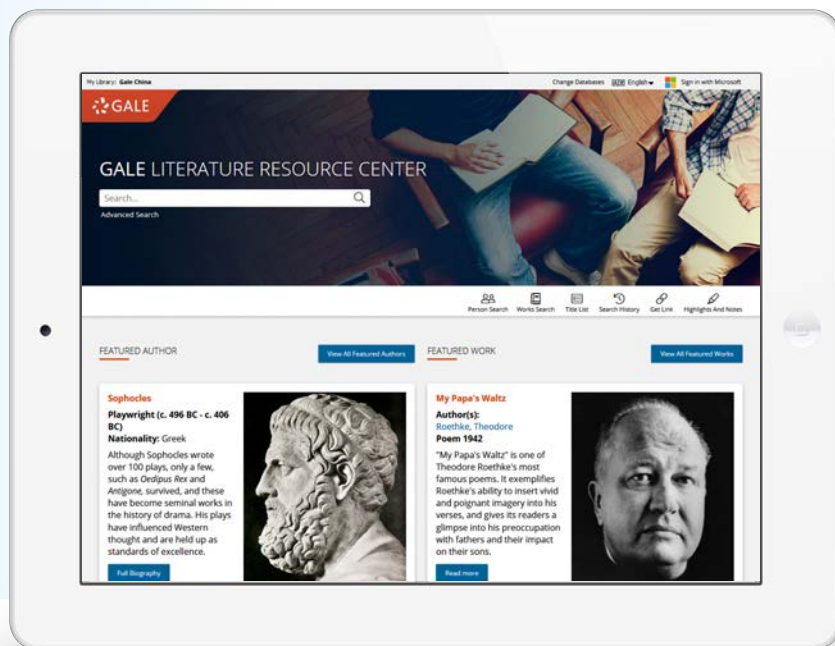 My Library: Gale China
Change Databases
English
Sign in with Microsoft
GALE
GALE LITERATURE RESOURCE CENTER
Search...
Advanced Search
Person Search
Works Search
Title List
Search History
Get Link
Highlights And Notes
FEATURED AUTHOR
View All Featured Authors
Sophocles
Playwright (c. 496 BC - c. 406
BC)
Nationality: Greek
Although Sophocles wrote
over 100 plays, only a few,
such as Oedipus Rex and
Antigone, survived, and these
have become seminal works in
the history of drama. His plays
have influenced Western
thought and are held up as
standards of excellence.
Full Biography
FEATURED WORK
View All Featured Works
My Papa's Waltz
Author(s):
Roethke, Theodore
Poem 1942
"My Papa's Waltz" is one of
Theodore Roethke's most
famous poems. It exemplifies
Roethke's ability to insert vivid
and poignant imagery into his
verses, and gives its readers a
glimpse into his preoccupation
with fathers and their impact
on their sons.
Read more